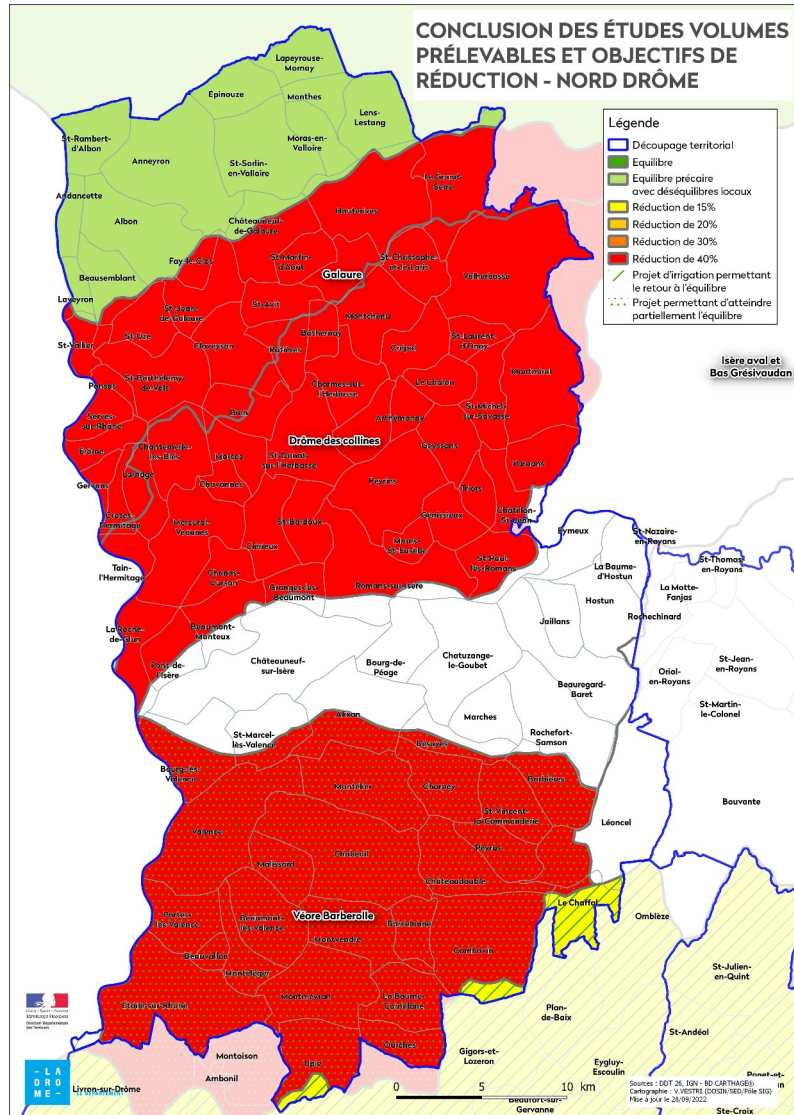 CONCLUSION DES ÉTUDES VOLUMES
PRÉLEVABLES ET OBJECTIFS DE
RÉDUCTION - NORD DRÔME
Légende
Découpage territorial
Equilibre
Equilibre précaire
avec déséquilibres locaux
Réduction de 15%
Réduction de 20%
Réduction de 30%
Réduction de 40%
Projet d'irrigation permettant
le retour à l'équilibre
Projet permettant d'atteindre
partiellement l'équilibre
Lapeyrouse-
Mornay
Épinouze
Manthes
Lens-
Lestang
St-Rambert-
d'Albon
Moras-en-
Valloire
Anneyron
St-Sorlin-
en-Valloire
Le Grand-
Serre
Andancette
Albon
Hauterives
Châteauneuf-
de-Galaure
Fay-le-Clos
St-Martin-
d'Août
St-Christophe-
et-le-Laris
Beausemblant
Galaure
Valherbasse
Laveyron
St-Jean-
de-Galaure
St-Avit
Montchenu
St-Vallier
St-Uze
Claveyson
Bathernay
Ratières
Crépol
St-Laurent-
d'Onay
Montmiral
Ponsas
St-Barthélemy-
de-Vals
Charmes-sur-
l'Herbasse
Le Chalon
Serves-
sur-Rhône
Bren
Arthemonay
St-Michel-
sur-Savasse
Isère aval et
Bas Grésivaudan
Drôme des collines
Erôme
Chantemerle-
les-Blés
Marsaz
St-Donat-
sur-l'Herbasse
Geyssans
Parnans
Gervans
Larnage
Chavannes
Peyrins
Triors
Crozes-
Hermitage
Mercurol-
Veaunes
St-Bardoux
Génissieux
Châtillon-
St-Jean
Clérieux
Mours-
St-Eusèbe
Eymeux
St-Nazaire-
en-Royans
Tain-
l'Hermitage
Chanos-
Curson
Granges-les-
Beaumont
Romans-sur-Isère
St-Paul-
lès-Romans
La Baume-
d'Hostun
St-Thomas-
en-Royans
La Motte-
Fanjas
Hostun
Rochechinard
La Roche-
de-Glun
Beaumont-
Monteux
Jaillans
Pont-de-
l'Isère
Châteauneuf-
sur-Isère
Bourg-de-
Péage
Chatuzange-
le-Goubet
Oriol-
en-Royans
St-Jean-
en-Royans
Beauregard-
Baret
St-Martin-
le-Colonel
Alixan
Marches
St-Marcel-
lès-Valence
Rochefort-
Samson
Besayes
Bourg-lès-
Valence
Montélier
Charpey
Barbières
Bouvante
St-Vincent-
la-Commanderie
Léoncel
Valence
Peyrus
Malissard
Chabeuil
Châteaudouble
Le Chaffal
Omblèze
Portes-
lès-Valence
Beaumont-
lès-Valence
Véore Barberolle
Barcelonne
Montvendre
Combovin
Beauvallon
Montéléger
St-Julien-
en-Quint
Étoile-sur-Rhône
Montmeyran
La Baume-
Cornillane
Plan-
de-Baix
St-Andéol
Ourches
Montoison
Upie
Gigors-et-
Lozeron
Eygluy-
Escoulin
Ambonil
Livron-sur-Drôme
Beaufort-sur-
Gervanne
Ste-Croix
0 5 10 km
Sources : DDT 26, IGN - BD CARTHAGE®
Cartographie : V.VESTRI (DOSIN/SED/Pôle SIG)
Mise à jour le 28/09/2022
RÉPUBLIQUE FRANÇAISE
Direction Départementale
des Territoires
- L A
D R Ô
M E -
LE DÉPARTEMENT